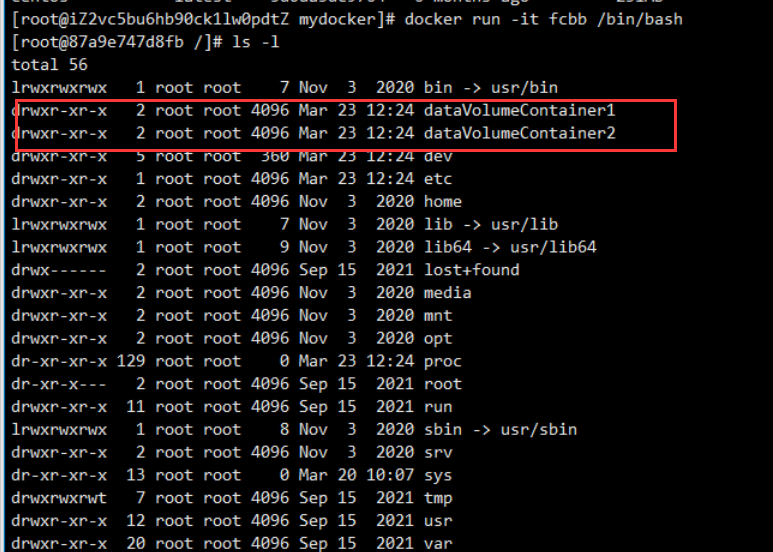 latest
[root@iZ2vc5bu6hb90ck1lw0pdtZ mydocker]# docker run -it fcbb /bin/bash
[root@87a9e747d8fb /]# ls -l
total 56
lrwxrwxrwx 1 root root 7 Nov 3 2020 bin -> usr/bin
drwxr-xr-x 2 root root 4096 Mar 23 12:24 dataVolumeContainer1
drwxr-xr-x 2 root root 4096 Mar 23 12:24 dataVolumeContainer2
drwxr-xr-x 5 root root 360 Mar 23 12:24 dev
drwxr-xr-x 1 root root 4096 Mar 23 12:24 etc
drwxr-xr-x 2 root root 4096 Nov 3 2020 home
lrwxrwxrwx 1 root root 7 Nov 3 2020 lib -> usr/lib
lrwxrwxrwx 1 root root 9 Nov 3 2020 lib64 -> usr/lib64
drwx------ 2 root root 4096 Sep 15 2021 lost+found
drwxr-xr-x 2 root root 4096 Nov 3 2020 media
drwxr-xr-x 2 root root 4096 Nov 3 2020 mnt
drwxr-xr-x 2 root root 4096 Nov 3 2020 opt
dr-xr-xr-x 129 root root 0 Mar 23 12:24 proc
dr-xr-x--- 2 root root 4096 Sep 15 2021 root
drwxr-xr-x 11 root root 4096 Sep 15 2021 run
lrwxrwxrwx 1 root root 8 Nov 3 2020 sbin -> usr/sbin
drwxr-xr-x 2 root root 4096 Nov 3 2020 srv
dr-xr-xr-x 13 root root 0 Mar 20 10:07 sys
drwxrwxrwt 7 root root 4096 Sep 15 2021 tmp
drwxr-xr-x 12 root root 4096 Sep 15 2021 usr
drwxr-xr-x 20 root root 4096 Sep 15 2021 var